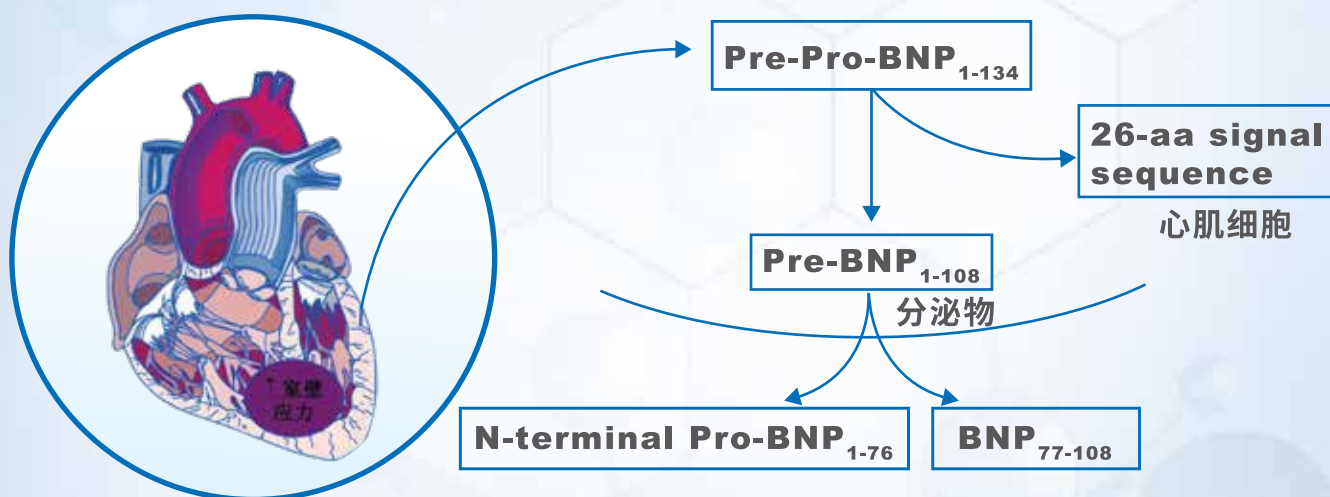 Pre-Pro-BNP1-134
26-aa signal
sequence
心肌细胞
Pre-BNP1-108
分泌物
↑ 室壁
应力
N-terminal Pro-BNP1-76
BNP77-108